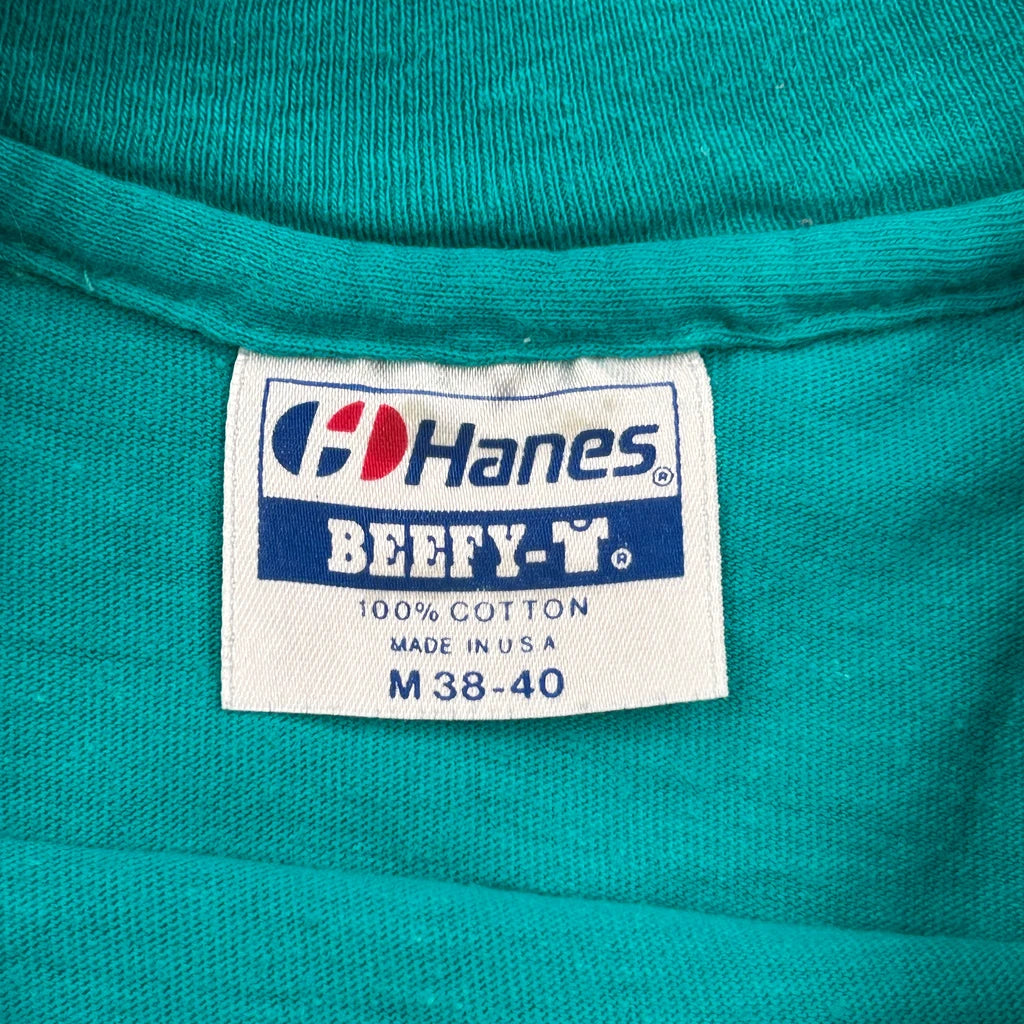 Hanes®
BEEFY-T®
100% COTTON
MADE IN U S A
M 38-40